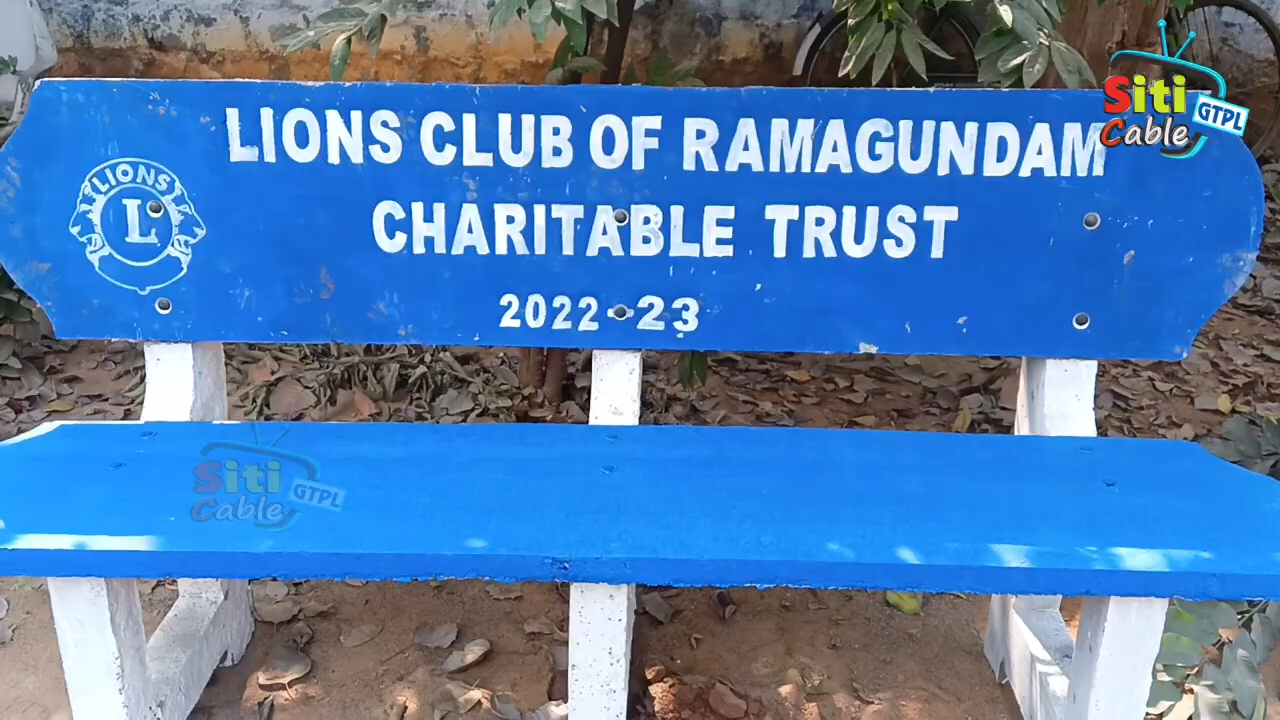 LIONS CLUB OF RAMAGUNDAM
CHARITABLE TRUST
2022-23
LIONS
L
Siti
Cable
GTPL
Siti
Cable
GTPL